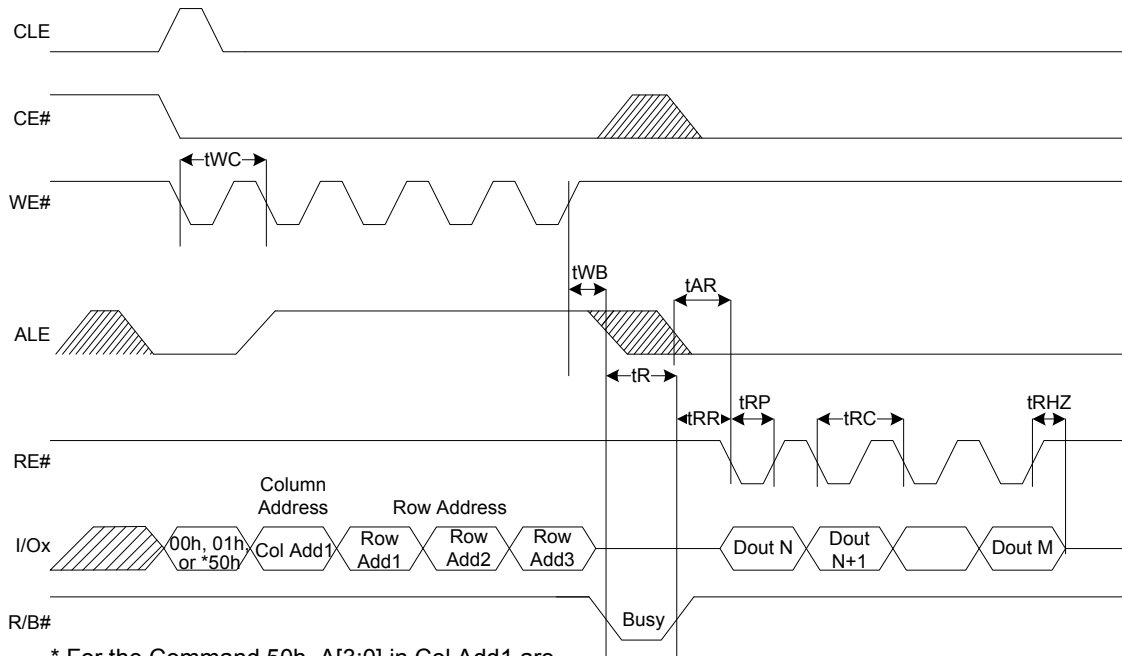 CLE
CE#
tWC
WE#
tWB
tAR
ALE
tR
tRR
tRP
tRC
tRHZ
RE#
Column
Address
Row Address
I/Ox
00h, 01h,
or *50h
Col Add1
Row
Add1
Row
Add2
Row
Add3
Dout N
Dout
N+1
Dout M
R/B#
Busy
* For the Command 50h, A[3:0] in Col Add1 are